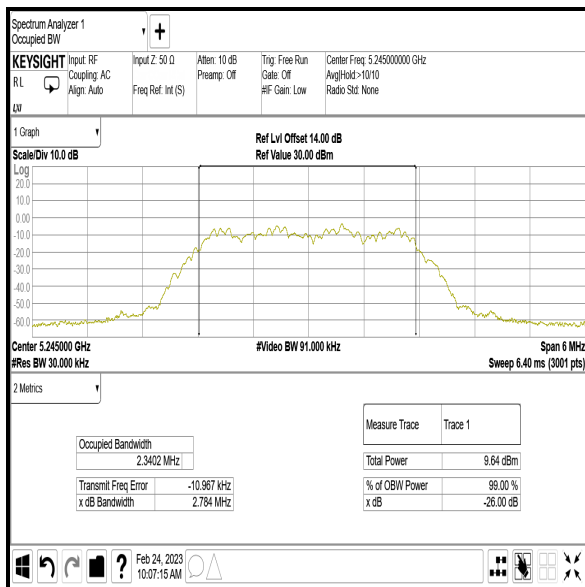 Spectrum Analyzer 1
Occupied BW
KEYSIGHT
RL
LXI
Input: RF
Coupling: AC
Align: Auto
Input Z: 50 Ω
Freq Ref: Int (S)
Atten: 10 dB
Preamp: Off
Trig: Free Run
Gate: Off
#IF Gain: Low
Center Freq: 5.245000000 GHz
Avg|Hold:>10/10
Radio Std: None
1 Graph
Scale/Div 10.0 dB
Ref Lvl Offset 14.00 dB
Ref Value 30.00 dBm
Log
20.0
10.0
0.00
-10.0
-20.0
-30.0
-40.0
-50.0
-60.0
Center 5.245000 GHz
#Video BW 91.000 kHz
Span 6 MHz
#Res BW 30.000 kHz
Sweep 6.40 ms (3001 pts)
2 Metrics
Occupied Bandwidth
2.3402 MHz
Transmit Freq Error -10.967 kHz
x dB Bandwidth 2.784 MHz
Measure Trace Trace 1
Total Power 9.64 dBm
% of OBW Power 99.00 %
x dB -26.00 dB
?
Feb 24, 2023
10:07:15 AM